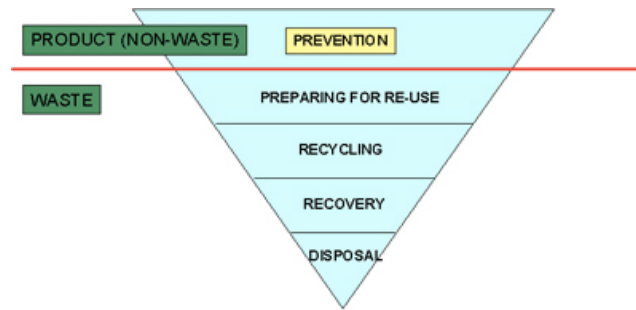 PRODUCT (NON-WASTE)
PREVENTION
WASTE
PREPARING FOR RE-USE
RECYCLING
RECOVERY
DISPOSAL